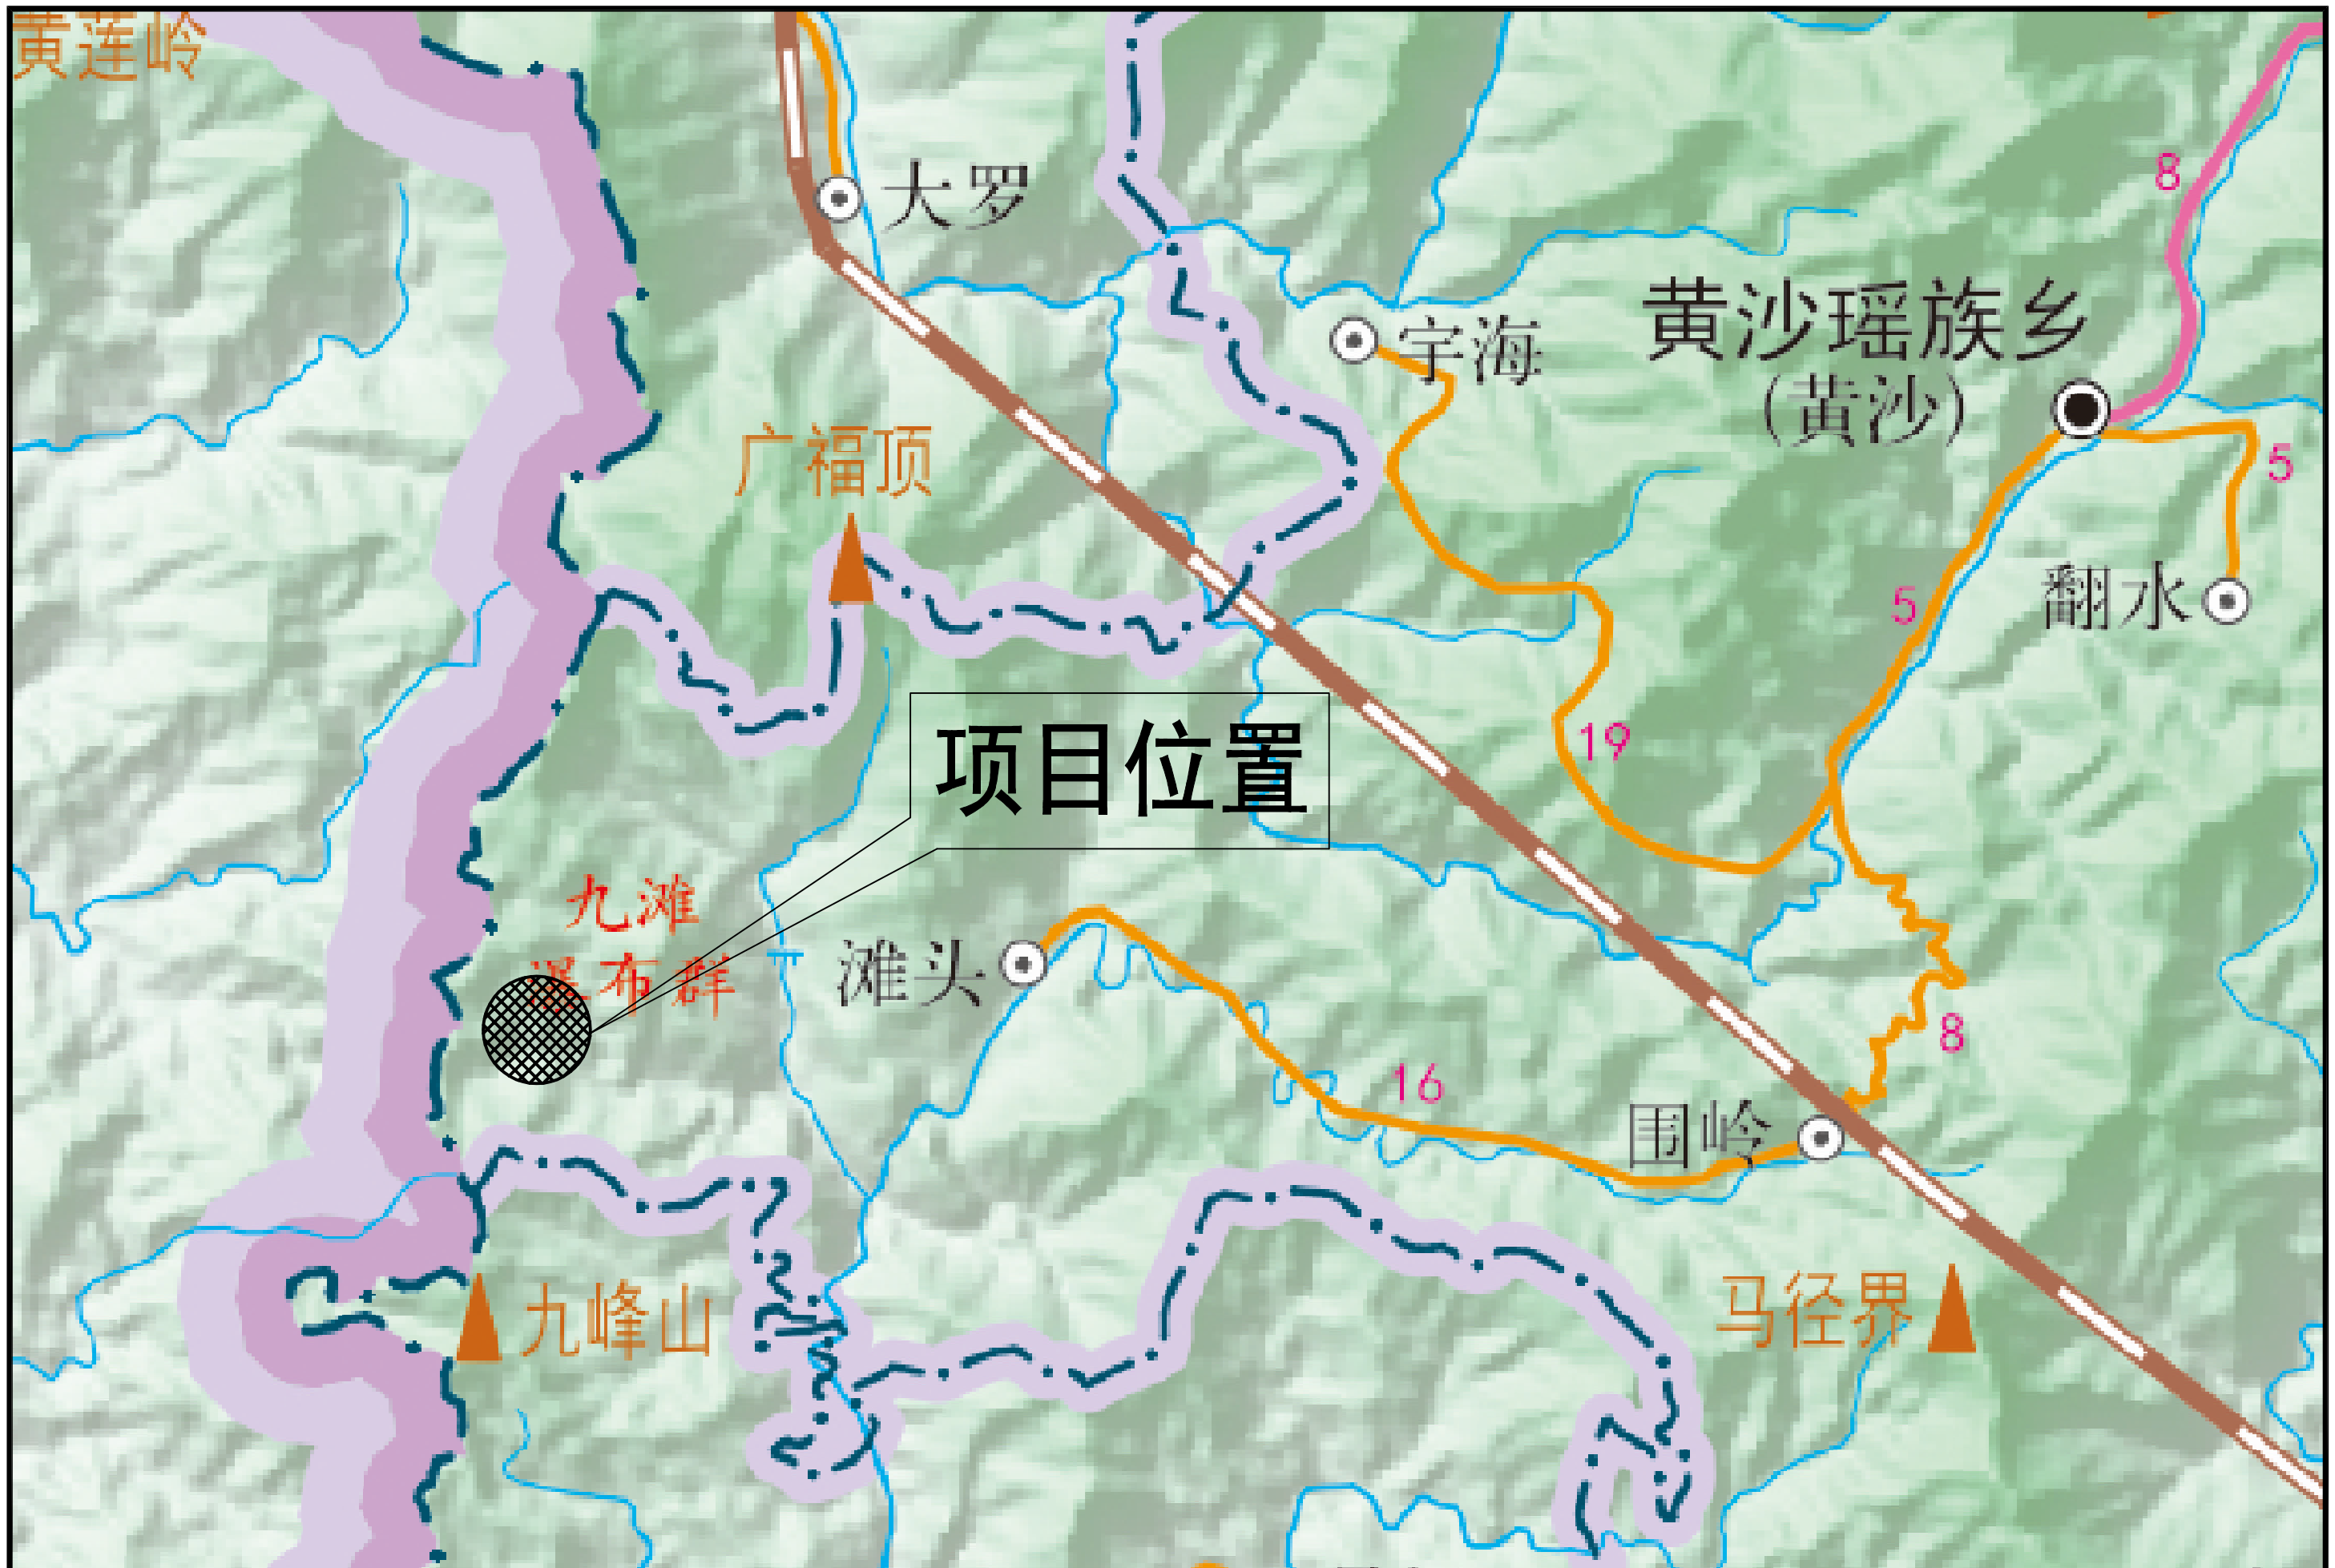 黄莲岭
大罗
8
宇海
黄沙瑶族乡
(黄沙)
5
广福顶
翻水
5
项目位置
19
九滩
瀑布群
滩头
8
16
围岭
九峰山
马径界